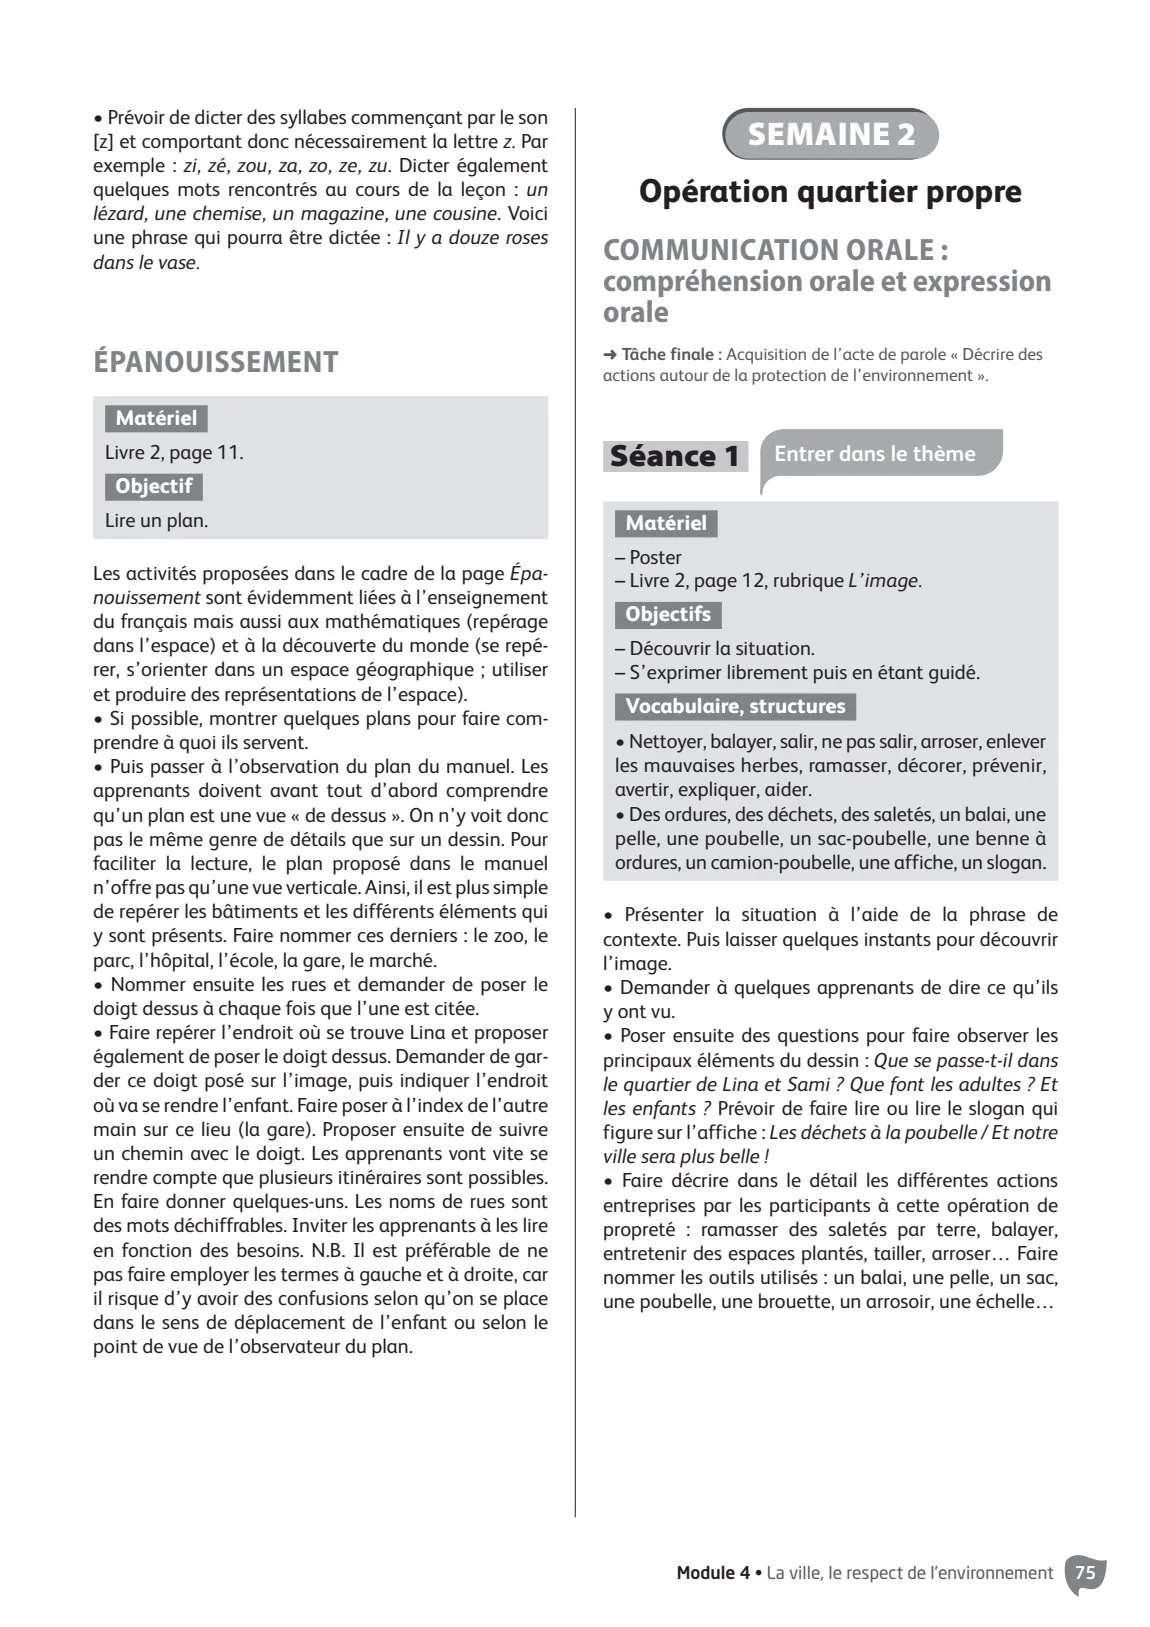 • Prévoir de dicter des syllabes commençant par le son
[z] et comportant donc nécessairement la lettre z. Par
exemple : zi, zé, zou, za, zo, ze, zu. Dicter également
quelques mots rencontrés au cours de la leçon : un
lézard, une chemise, un magazine, une cousine. Voici
une phrase qui pourra être dictée : Il y a douze roses
dans le vase.
ÉPANOUISSEMENT
Matériel
Livre 2, page 11.
Objectif
Lire un plan.
Les activités proposées dans le cadre de la page Épa-
nouissement sont évidemment liées à l’enseignement
du français mais aussi aux mathématiques (repérage
dans l’espace) et à la découverte du monde (se repé-
rer, s’orienter dans un espace géographique ; utiliser
et produire des représentations de l’espace).
• Si possible, montrer quelques plans pour faire com-
prendre à quoi ils servent.
• Puis passer à l’observation du plan du manuel. Les
apprenants doivent avant tout d’abord comprendre
qu’un plan est une vue « de dessus ». On n’y voit donc
pas le même genre de détails que sur un dessin. Pour
faciliter la lecture, le plan proposé dans le manuel
n’offre pas qu’une vue verticale. Ainsi, il est plus simple
de repérer les bâtiments et les différents éléments qui
y sont présents. Faire nommer ces derniers : le zoo, le
parc, l’hôpital, l’école, la gare, le marché.
• Nommer ensuite les rues et demander de poser le
doigt dessus à chaque fois que l’une est citée.
• Faire repérer l’endroit où se trouve Lina et proposer
également de poser le doigt dessus. Demander de gar-
der ce doigt posé sur l’image, puis indiquer l’endroit
où va se rendre l’enfant. Faire poser à l’index de l’autre
main sur ce lieu (la gare). Proposer ensuite de suivre
un chemin avec le doigt. Les apprenants vont vite se
rendre compte que plusieurs itinéraires sont possibles.
En faire donner quelques-uns. Les noms de rues sont
des mots déchiffrables. Inviter les apprenants à les lire
en fonction des besoins. N.B. Il est préférable de ne
pas faire employer les termes à gauche et à droite, car
il risque d’y avoir des confusions selon qu’on se place
dans le sens de déplacement de l’enfant ou selon le
point de vue de l’observateur du plan.
SEMAINE 2
Opération quartier propre
COMMUNICATION ORALE :
compréhension orale et expression
orale
➜ Tâche finale : Acquisition de l’acte de parole « Décrire des
actions autour de la protection de l’environnement ».
Séance 1 Entrer dans le thème
Matériel
– Poster
– Livre 2, page 12, rubrique L’image.
Objectifs
– Découvrir la situation.
– S’exprimer librement puis en étant guidé.
Vocabulaire, structures
• Nettoyer, balayer, salir, ne pas salir, arroser, enlever
les mauvaises herbes, ramasser, décorer, prévenir,
avertir, expliquer, aider.
• Des ordures, des déchets, des saletés, un balai, une
pelle, une poubelle, un sac-poubelle, une benne à
ordures, un camion-poubelle, une affiche, un slogan.
• Présenter la situation à l’aide de la phrase de
contexte. Puis laisser quelques instants pour découvrir
l’image.
• Demander à quelques apprenants de dire ce qu’ils
y ont vu.
• Poser ensuite des questions pour faire observer les
principaux éléments du dessin : Que se passe-t-il dans
le quartier de Lina et Sami ? Que font les adultes ? Et
les enfants ? Prévoir de faire lire ou lire le slogan qui
figure sur l’affiche : Les déchets à la poubelle / Et notre
ville sera plus belle !
• Faire décrire dans le détail les différentes actions
entreprises par les participants à cette opération de
propreté : ramasser des saletés par terre, balayer,
entretenir des espaces plantés, tailler, arroser… Faire
nommer les outils utilisés : un balai, une pelle, un sac,
une poubelle, une brouette, un arrosoir, une échelle…
Module 4 • La ville, le respect de l’environnement 75